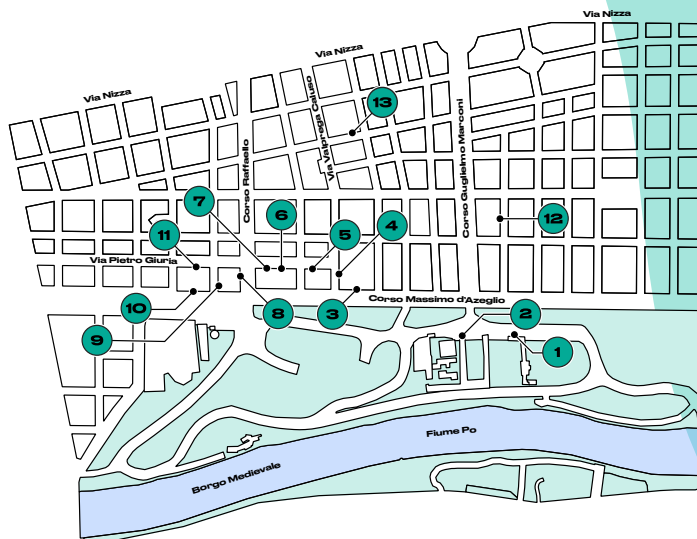 Via Nizza
Via Nizza
Via Nizza
Via Valperga Caluso
13
Corso Raffaello
Corso Guglielmo Marconi
7
6
5
4
12
11
Via Pietro Giuria
10
9
8
3
Corso Massimo d'Azeglio
2
1
Fiume Po
Borgo Medievale